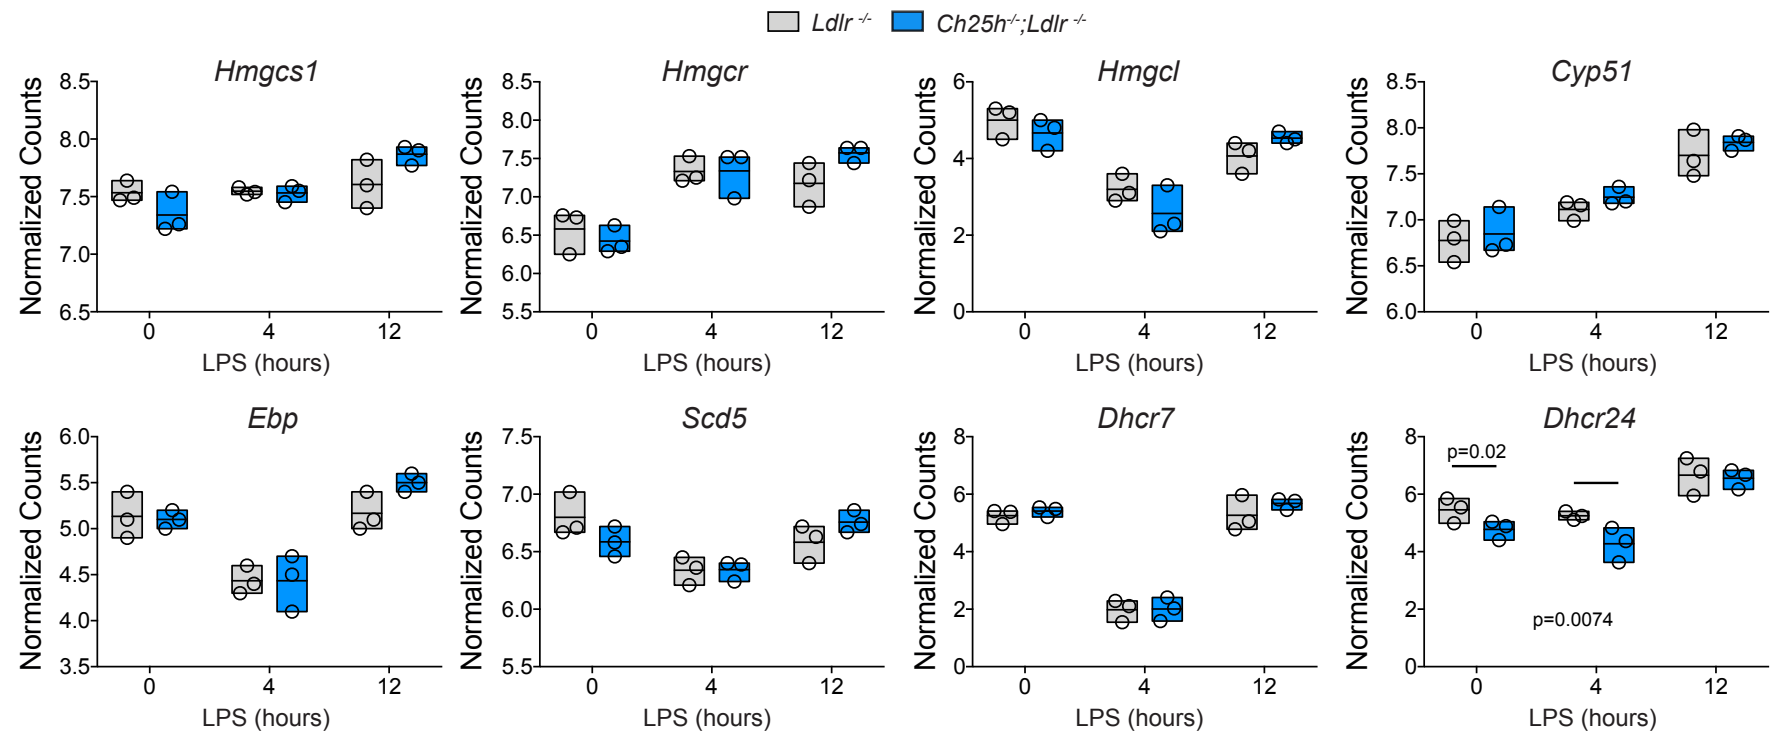 Ldlr -/-  Ch25h-/-;Ldlr -/-
Hmgcs1
Normalized Counts
8.5
8.0
7.5
7.0
6.5
0 4 12
LPS (hours)
Hmgcr
Normalized Counts
8.5
8.0
7.5
7.0
6.5
6.0
5.5
0 4 12
LPS (hours)
Hmgcl
Normalized Counts
6
4
2
0
0 4 12
LPS (hours)
Cyp51
Normalized Counts
8.5
8.0
7.5
7.0
6.5
6.0
0 4 12
LPS (hours)
Ebp
Normalized Counts
6.0
5.5
5.0
4.5
4.0
3.5
0 4 12
LPS (hours)
Scd5
Normalized Counts
7.5
7.0
6.5
6.0
5.5
0 4 12
LPS (hours)
Dhcr7
Normalized Counts
8
6
4
2
0
0 4 12
LPS (hours)
Dhcr24
Normalized Counts
8
6
4
2
0
p=0.02
p=0.0074
0 4 12
LPS (hours)